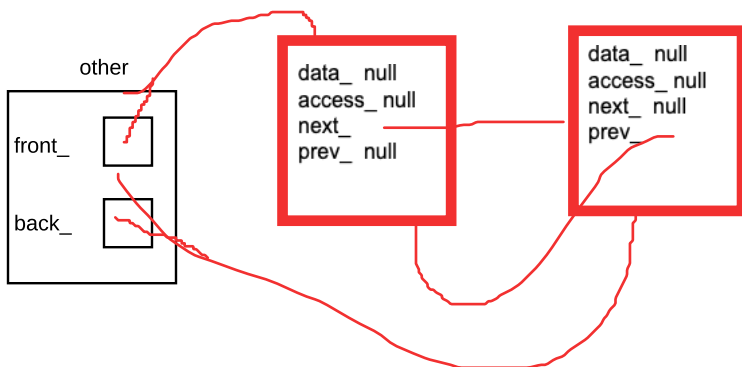 other
front_
back_
data_ null
access_ null
next_
prev_ null
data_ null
access_ null
next_ null
prev_